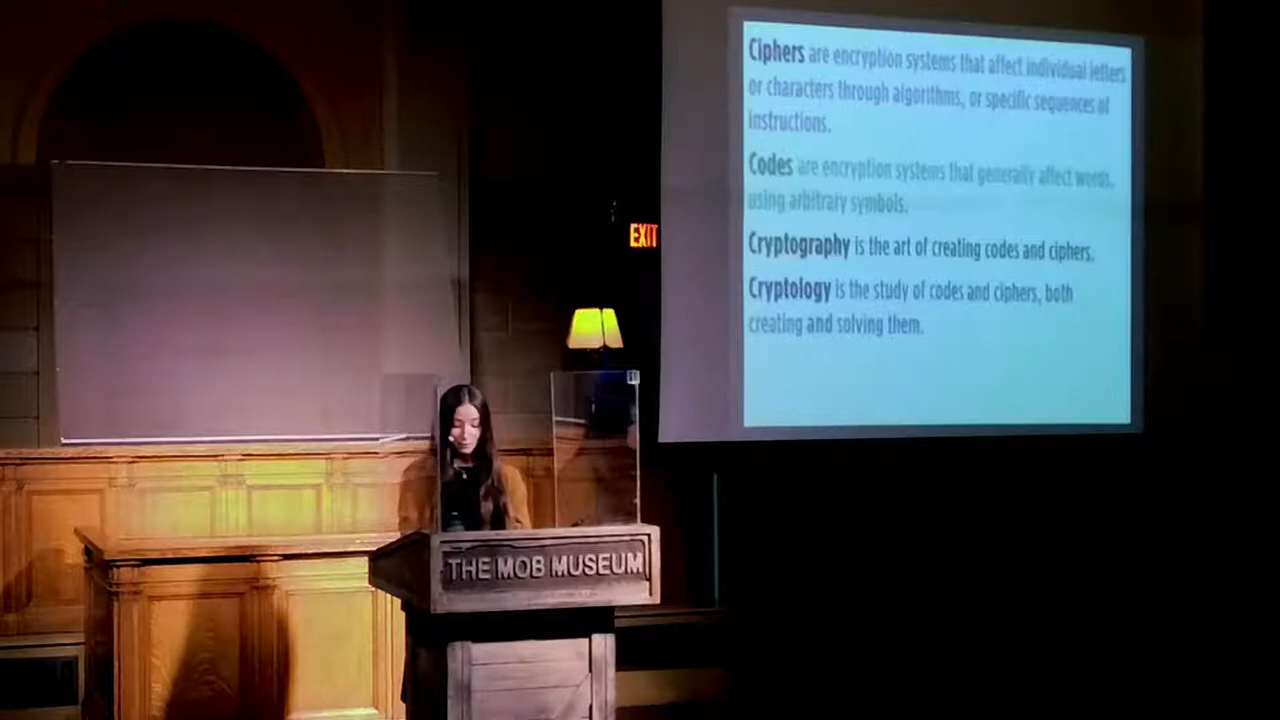 Ciphers are encryption systems that affect individual letters
or characters through algorithms, or specific sequences of
instructions.
Codes are encryption systems that generally affect words,
using arbitrary symbols.
Cryptography is the art of creating codes and ciphers.
Cryptology is the study of codes and ciphers, both
creating and solving them.
EXIT
THE MOB MUSEUM